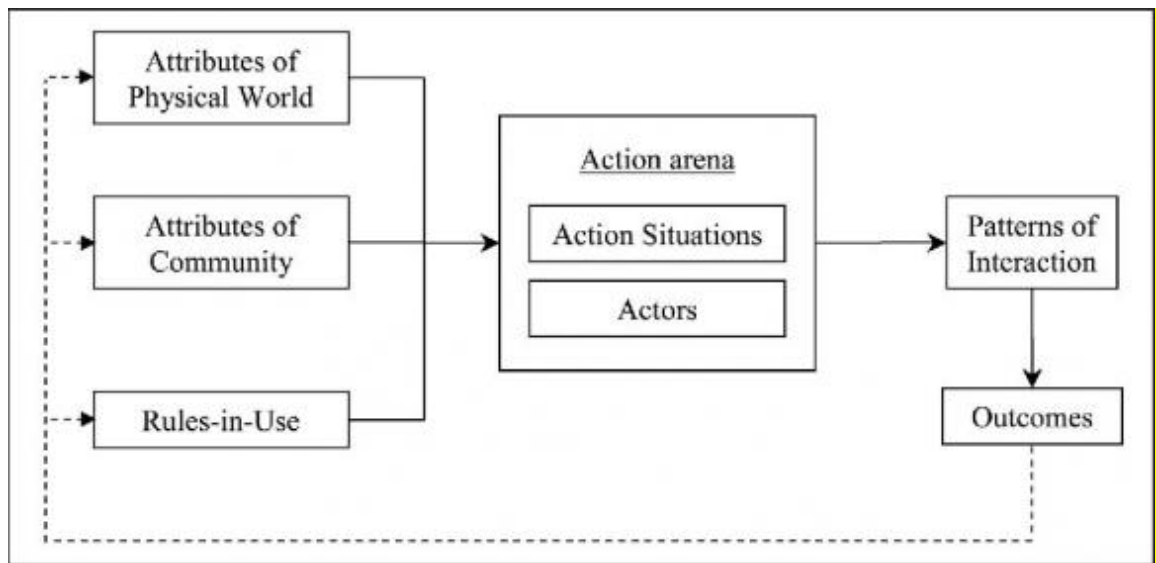 Attributes of
Physical World
Attributes of
Community
Rules-in-Use
Action arena
Action Situations
Actors
Patterns of
Interaction
Outcomes